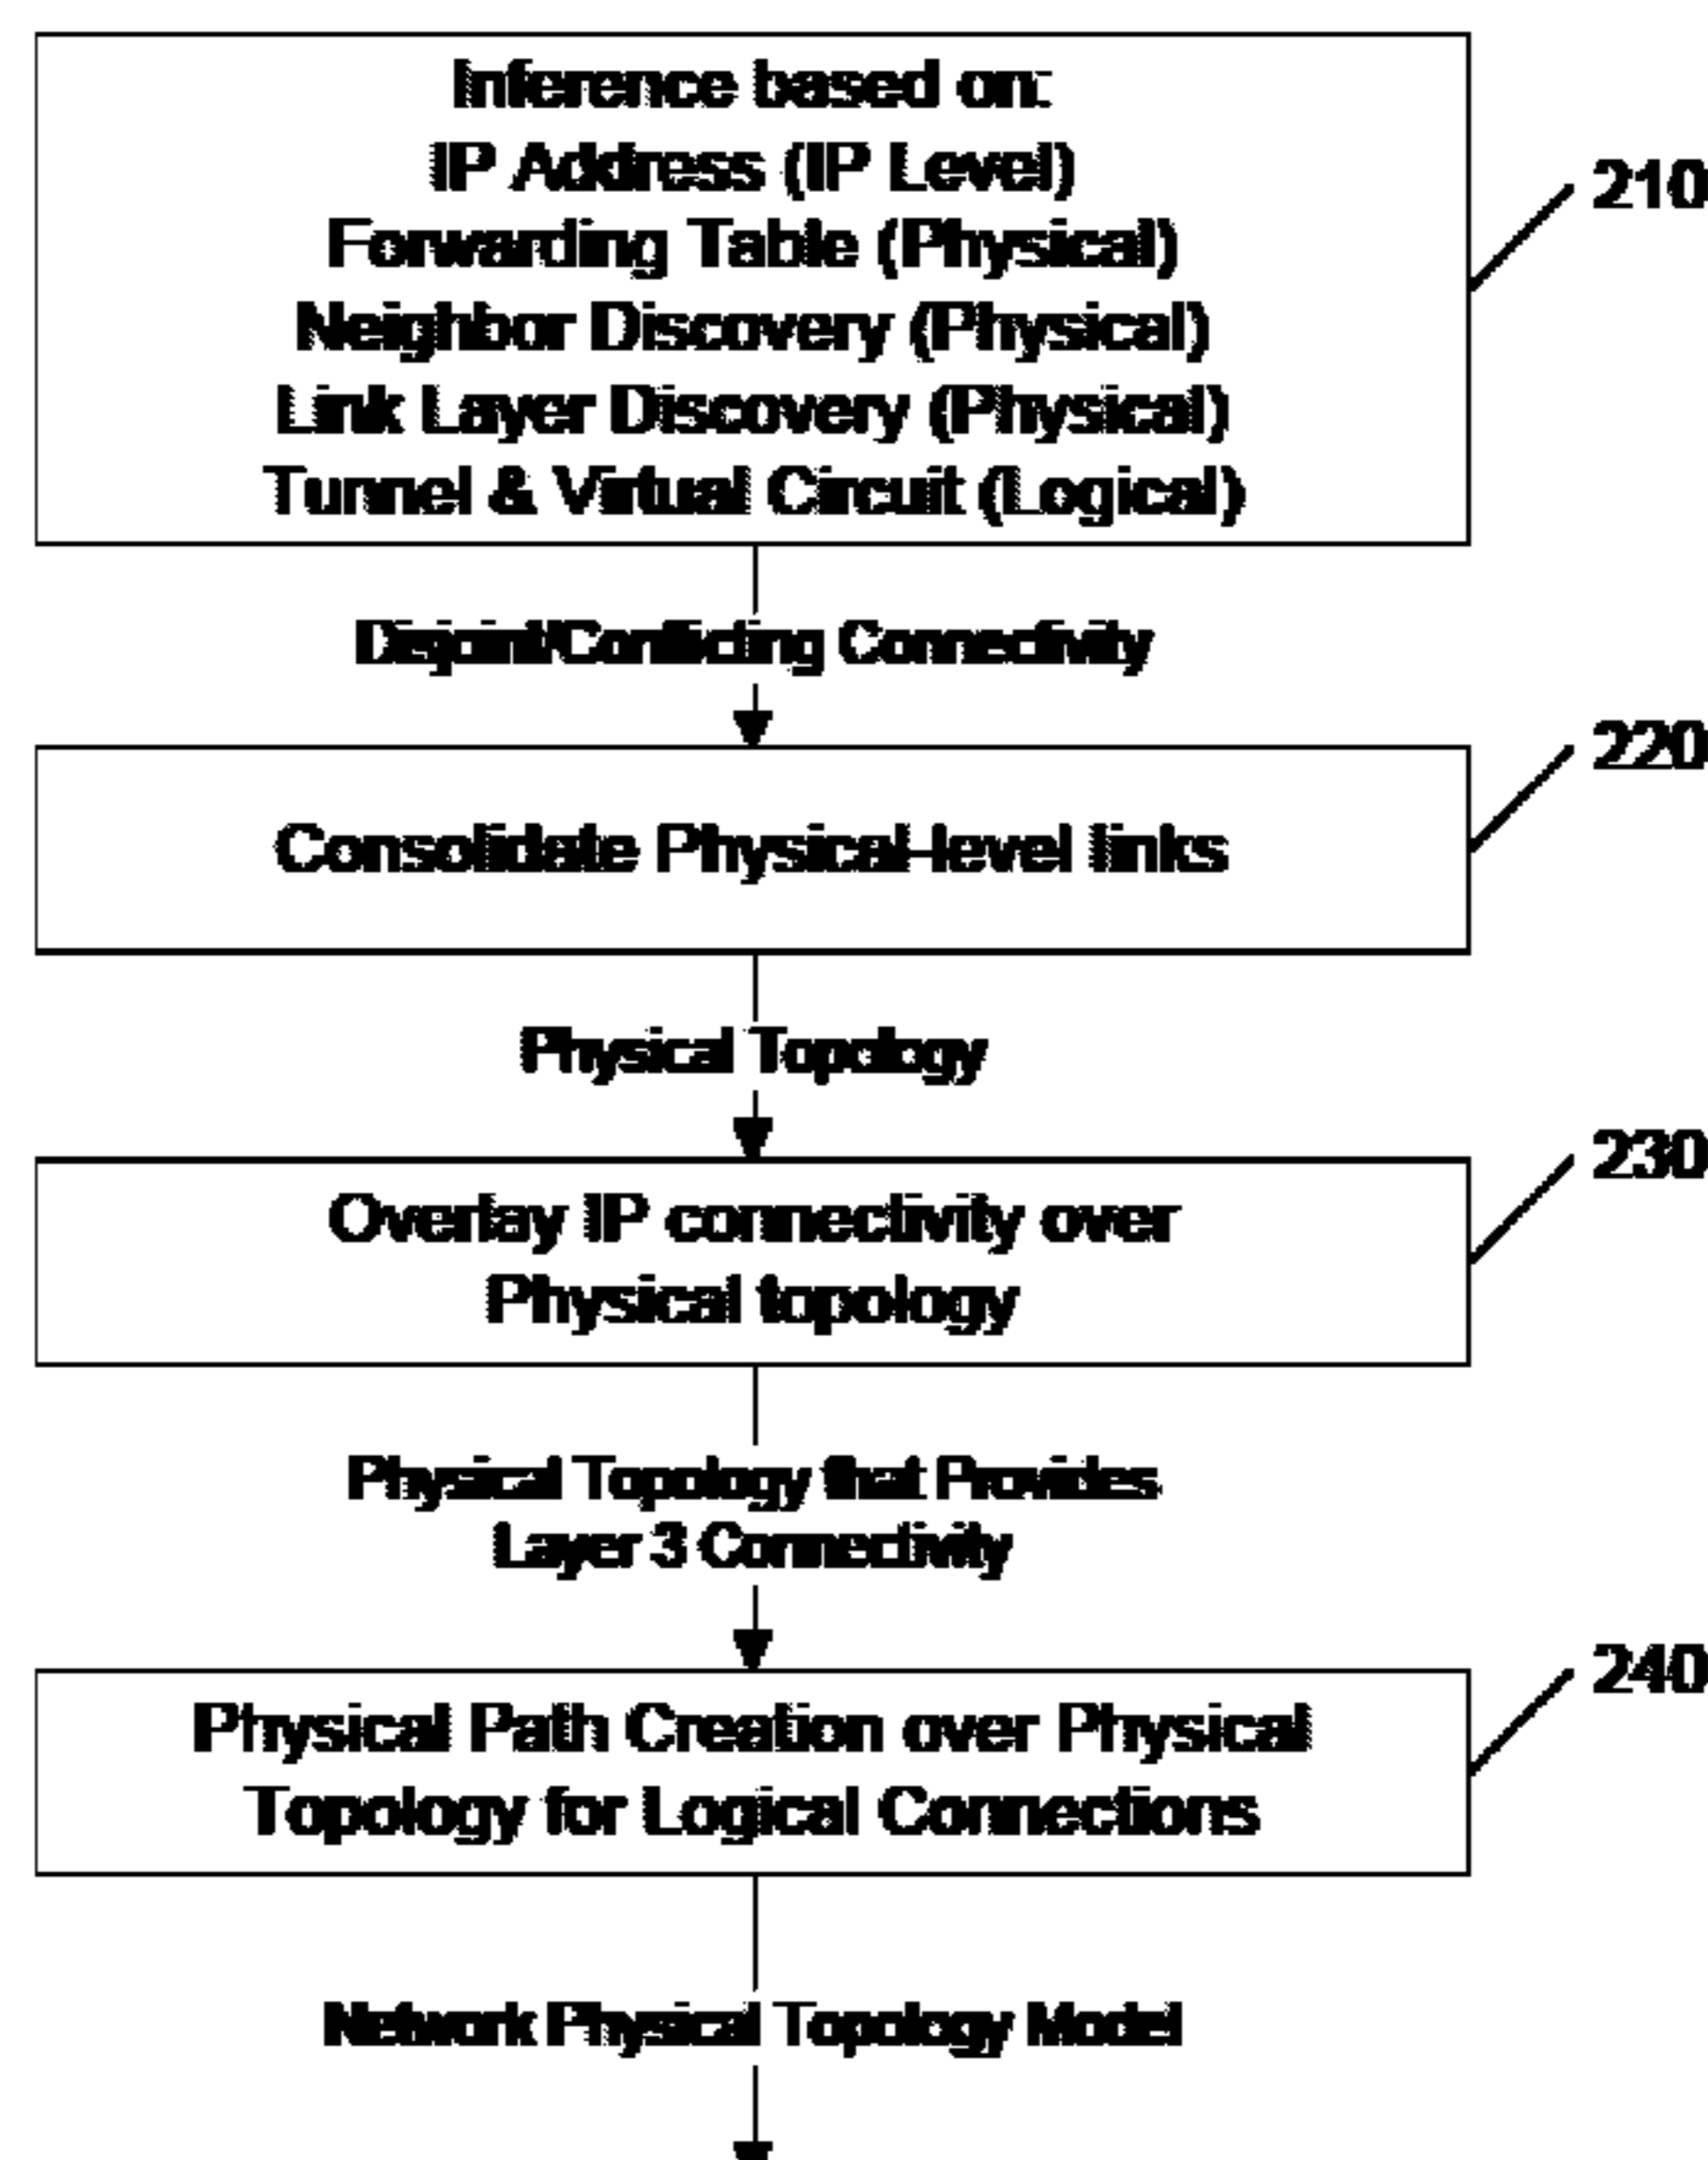 Inference based on:
IP Address (IP Level)
210
Forwarding Table (Physical)
Neighbor Discovery (Physical)
Link Layer Discovery (Physical)
Tunnel & Virtual Circuit (Logical)
Disjoint/Conflicting Connectivity
220
Consolidate Physical-level links
Physical Topology
230
Overlay IP connectivity over
Physical topology
Physical Topology that Provides
Layer 3 Connectivity
240
Physical Path Creation over Physical
Topology for Logical Connections
Network Physical Topology Model